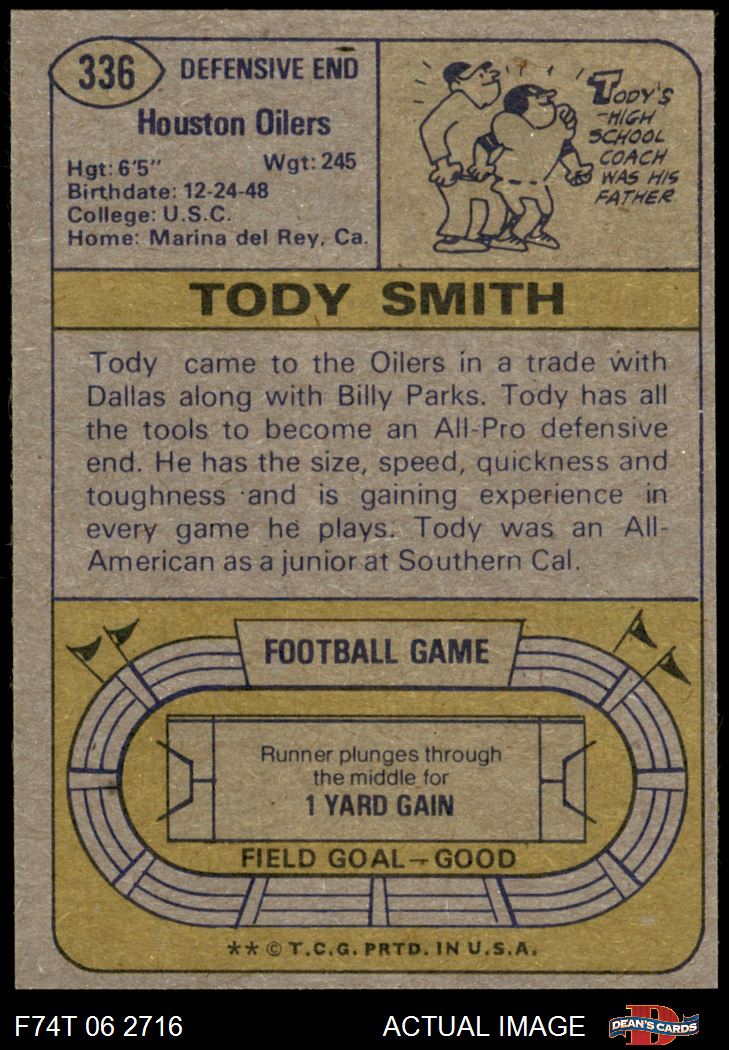 336
DEFENSIVE END
Houston Oilers
Hgt: 6'5" Wgt: 245
Birthdate: 12-24-48
College: U.S.C.
Home: Marina del Rey, Ca.
TODY'S
HIGH
SCHOOL
COACH
WAS HIS
FATHER
TODY SMITH
Tody came to the Oilers in a trade with
Dallas along with Billy Parks. Tody has all
the tools to become an All-Pro defensive
end. He has the size, speed, quickness and
toughness and is gaining experience in
every game he plays. Tody was an All-
American as a junior at Southern Cal.
FOOTBALL GAME
Runner plunges through
the middle for
1 YARD GAIN
FIELD GOAL—GOOD
** © T.C.G. PRTD. IN U.S.A.
F74T 06 2716 ACTUAL IMAGE
D
DEAN'S CARDS